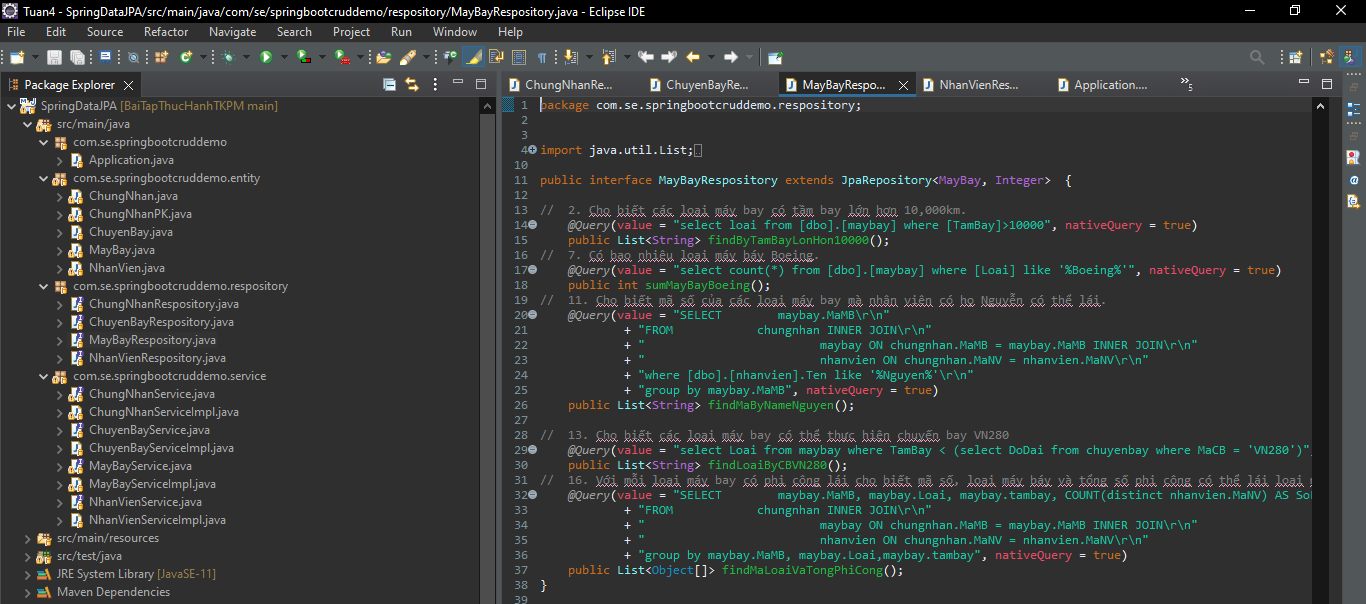 Tuan4 - SpringDataJPA/src/main/java/com/se/springbootcruddemo/respository/MayBayRespository.java - Eclipse IDE
File Edit Source Refactor Navigate Search Project Run Window Help
Package Explorer
SpringDataJPA [BaiTapThucHanhTKPM main]
src/main/java
com.se.springbootcruddemo
Application.java
com.se.springbootcruddemo.entity
ChungNhan.java
ChungNhanPK.java
ChuyenBay.java
MayBay.java
NhanVien.java
com.se.springbootcruddemo.respository
ChungNhanRespository.java
ChuyenBayRespository.java
MayBayRespository.java
NhanVienRespository.java
com.se.springbootcruddemo.service
ChungNhanService.java
ChungNhanServiceImpl.java
ChuyenBayService.java
ChuyenBayServiceImpl.java
MayBayService.java
MayBayServiceImpl.java
NhanVienService.java
NhanVienServiceImpl.java
src/main/resources
src/test/java
JRE System Library [JavaSE-11]
Maven Dependencies
ChungNhanRe... ChuyenBayRe... MayBayRespo... NhanVienRes... Application.... 5
1 package com.se.springbootcruddemo.respository;
2
3
4 import java.util.List;
10
11 public interface MayBayRespository extends JpaRepository<MayBay, Integer> {
12
13 // 2. Cho biết các loại máy bay có tầm bay lớn hơn 10,000km.
14 @Query(value = "select loai from [dbo].[maybay] where [TamBay]>10000", nativeQuery = true)
15 public List<String> findByTamBayLonHon10000();
16 // 7. Có bao nhiêu loại máy báy Boeing.
17 @Query(value = "select count(*) from [dbo].[maybay] where [Loai] like '%Boeing%'", nativeQuery = true)
18 public int sumMayBayBoeing();
19 // 11. Cho biết mã số của các loại máy bay mà nhân viên có họ Nguyễn có thể lái.
20 @Query(value = "SELECT maybay.MaMB\r\n"
21 + "FROM chungnhan INNER JOIN\r\n"
22 + " maybay ON chungnhan.MaMB = maybay.MaMB INNER JOIN\r\n"
23 + " nhanvien ON chungnhan.MaNV = nhanvien.MaNV\r\n"
24 + "where [dbo].[nhanvien].Ten like '%Nguyen%'\r\n"
25 + "group by maybay.MaMB", nativeQuery = true)
26 public List<String> findMaByNameNguyen();
27
28 // 13. Cho biết các loại máy bay có thể thực hiện chuyến bay VN280
29 @Query(value = "select Loai from maybay where TamBay < (select DoDai from chuyenbay where MaCB = 'VN280')",
30 public List<String> findLoaiByCBVN280();
31 // 16. Với mỗi loại máy bay có phi công lái cho biết mã số, loại máy báy và tổng số phi công có thể lái loại
32 @Query(value = "SELECT maybay.MaMB, maybay.Loai, maybay.tambay, COUNT(distinct nhanvien.MaNV) AS
33 + "FROM chungnhan INNER JOIN\r\n"
34 + " maybay ON chungnhan.MaMB = maybay.MaMB INNER JOIN\r\n"
35 + " nhanvien ON chungnhan.MaNV = nhanvien.MaNV\r\n"
36 + "group by maybay.MaMB, maybay.Loai,maybay.tambay", nativeQuery = true)
37 public List<Object[]> findMaLoaiVaTongPhiCong();
38 }
39